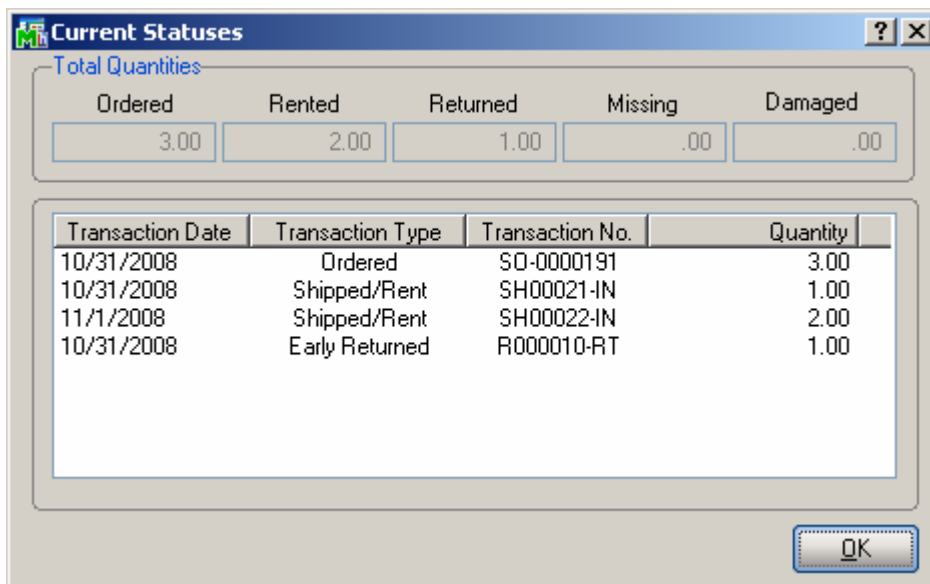 Current Statuses
Total Quantities
Ordered Rented Returned Missing Damaged
3.00 2.00 1.00 .00 .00
Transaction Date Transaction Type Transaction No. Quantity
10/31/2008 Ordered SO-0000191 3.00
10/31/2008 Shipped/Rent SH00021-IN 1.00
11/1/2008 Shipped/Rent SH00022-IN 2.00
10/31/2008 Early Returned R000010-RT 1.00
OK